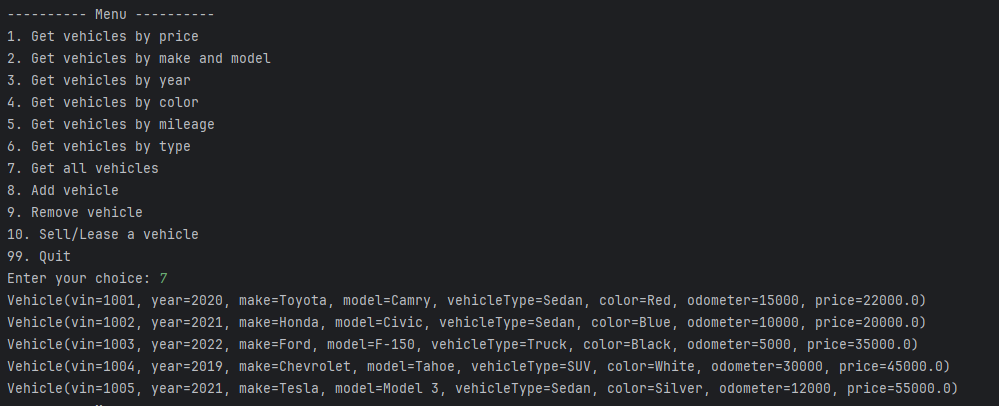 ---------- Menu ----------
1. Get vehicles by price
2. Get vehicles by make and model
3. Get vehicles by year
4. Get vehicles by color
5. Get vehicles by mileage
6. Get vehicles by type
7. Get all vehicles
8. Add vehicle
9. Remove vehicle
10. Sell/Lease a vehicle
99. Quit
Enter your choice: 7
Vehicle(vin=1001, year=2020, make=Toyota, model=Camry, vehicleType=Sedan, color=Red, odometer=15000, price=22000.0)
Vehicle(vin=1002, year=2021, make=Honda, model=Civic, vehicleType=Sedan, color=Blue, odometer=10000, price=20000.0)
Vehicle(vin=1003, year=2022, make=Ford, model=F-150, vehicleType=Truck, color=Black, odometer=5000, price=35000.0)
Vehicle(vin=1004, year=2019, make=Chevrolet, model=Tahoe, vehicleType=SUV, color=White, odometer=30000, price=45000.0)
Vehicle(vin=1005, year=2021, make=Tesla, model=Model 3, vehicleType=Sedan, color=Silver, odometer=12000, price=55000.0)